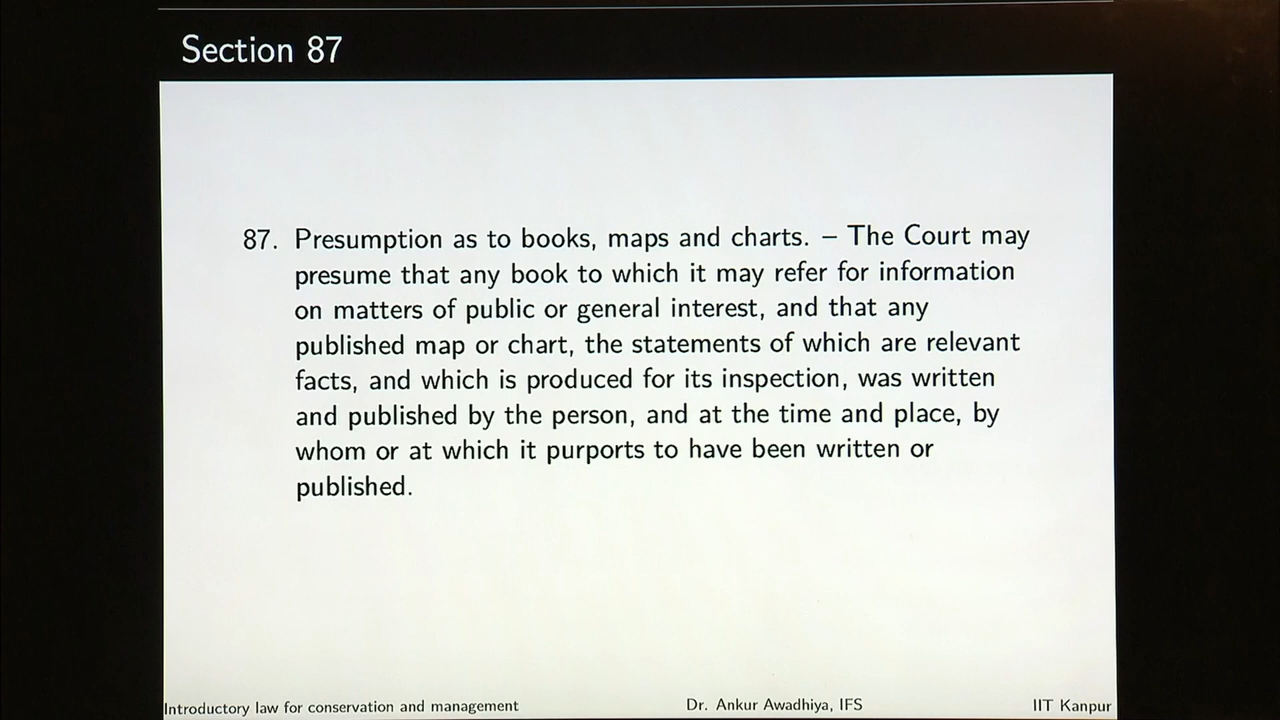 Section 87
87. Presumption as to books, maps and charts. – The Court may
presume that any book to which it may refer for information
on matters of public or general interest, and that any
published map or chart, the statements of which are relevant
facts, and which is produced for its inspection, was written
and published by the person, and at the time and place, by
whom or at which it purports to have been written or
published.
Introductory law for conservation and management Dr. Ankur Awadhiya, IFS IIT Kanpur